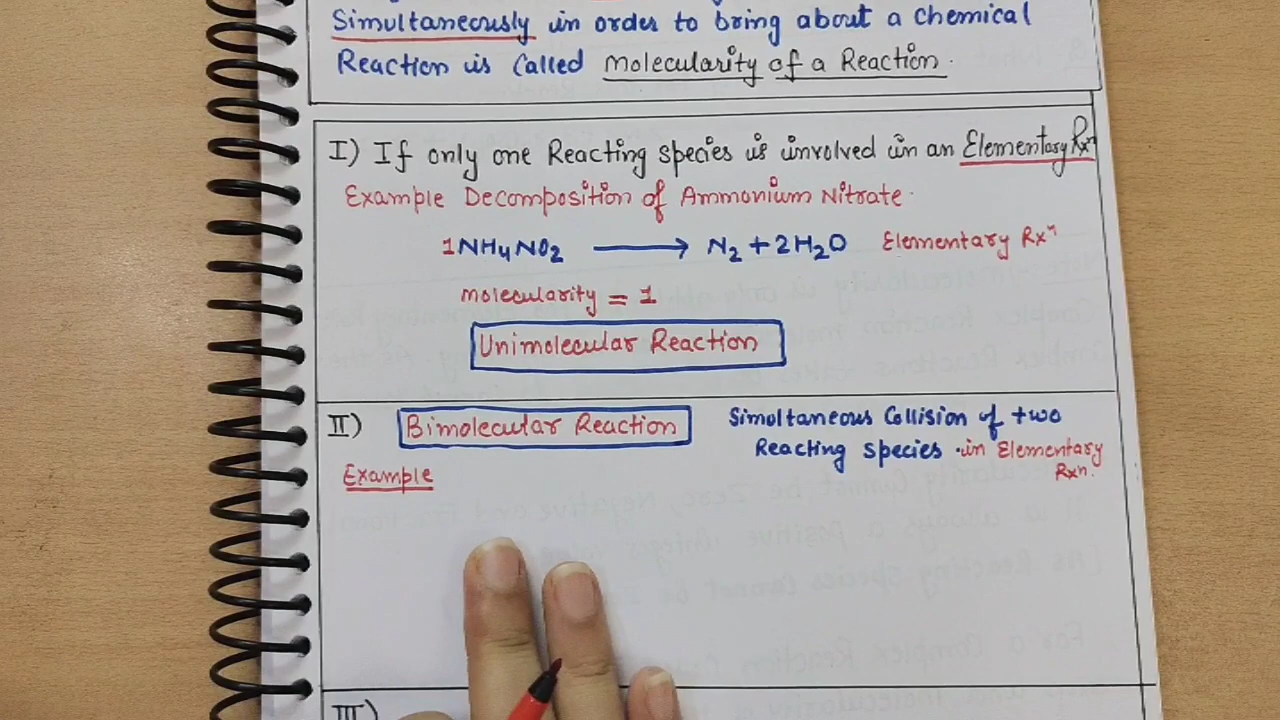 Simultaneously in order to bring about a chemical
Reaction is called molecularity of a Reaction.
I) If only one Reacting species is involved in an Elementary Rxn
Example Decomposition of Ammonium Nitrate.
1NH4NO2 → N2 + 2H2O Elementary Rxn
molecularity = 1
Unimolecular Reaction
II) Bimolecular Reaction Simultaneous Collision of two
Reacting species in Elementary
Rxn.
Example
III)